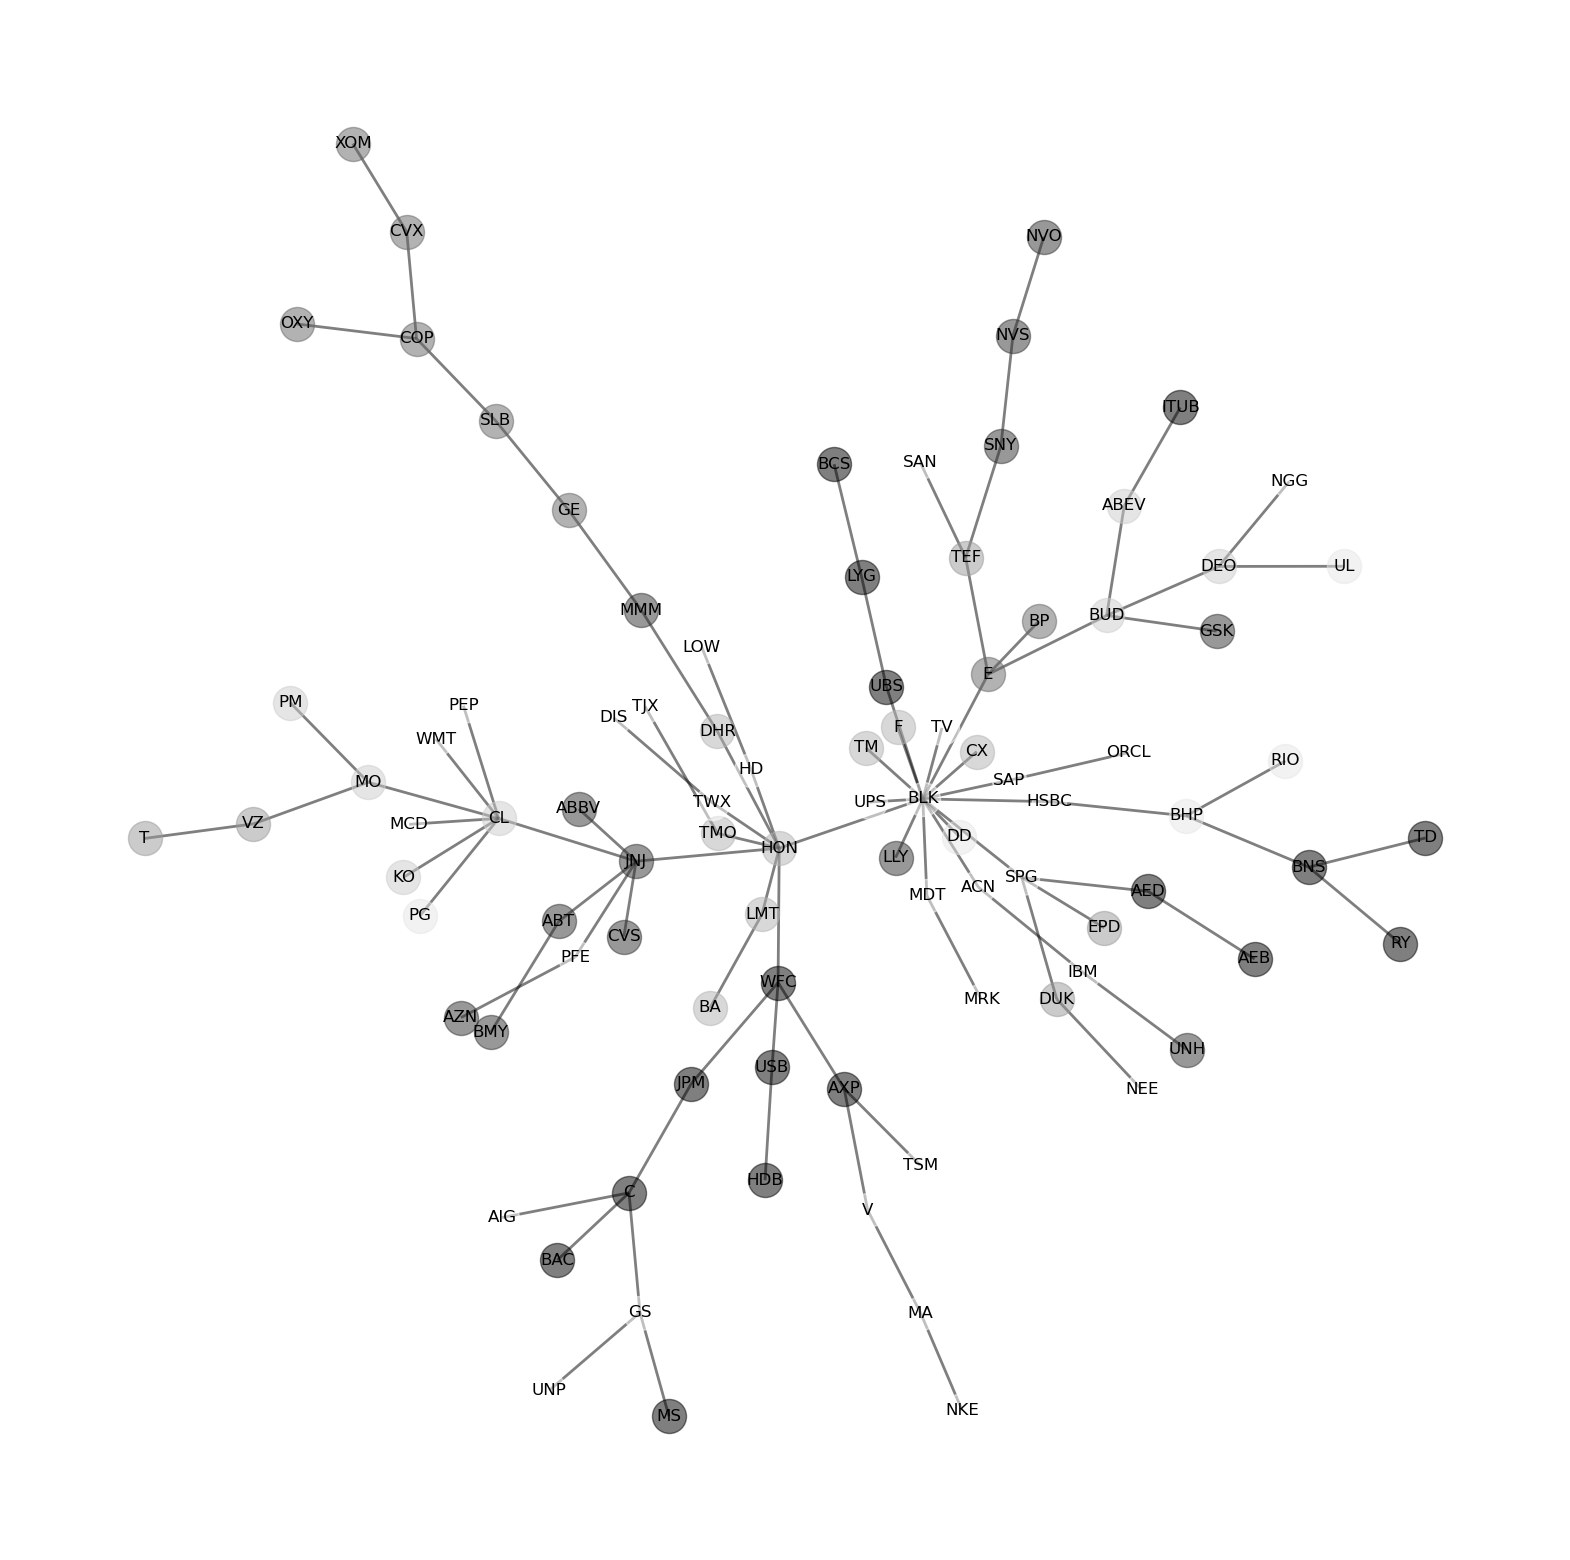 XOM
CVX
NVO
OXY
NVS
COP
ITUB
SLB
SNY
SAN
BCS
NGG
ABEV
GE
TEF
DEO
UL
LYG
MMM
BUD
BP
GSK
LOW
E
UBS
PM
PEP
TJX
DIS
F
TV
DHR
WMT
TM
CX
ORCL
RIO
HD
SAP
MO
BLK
TWX
UPS
HSBC
ABBV
BHP
CL
VZ
MCD
TMO
DD
T
TD
HON
LLY
JNJ
BNS
KO
SPG
ACN
AED
MDT
PG
LMT
ABT
EPD
CVS
RY
PFE
AEB
IBM
WFC
MRK
DUK
BA
AZN
BMY
UNH
USB
JPM
AXP
NEE
TSM
HDB
C
V
AIG
BAC
GS
MA
UNP
NKE
MS